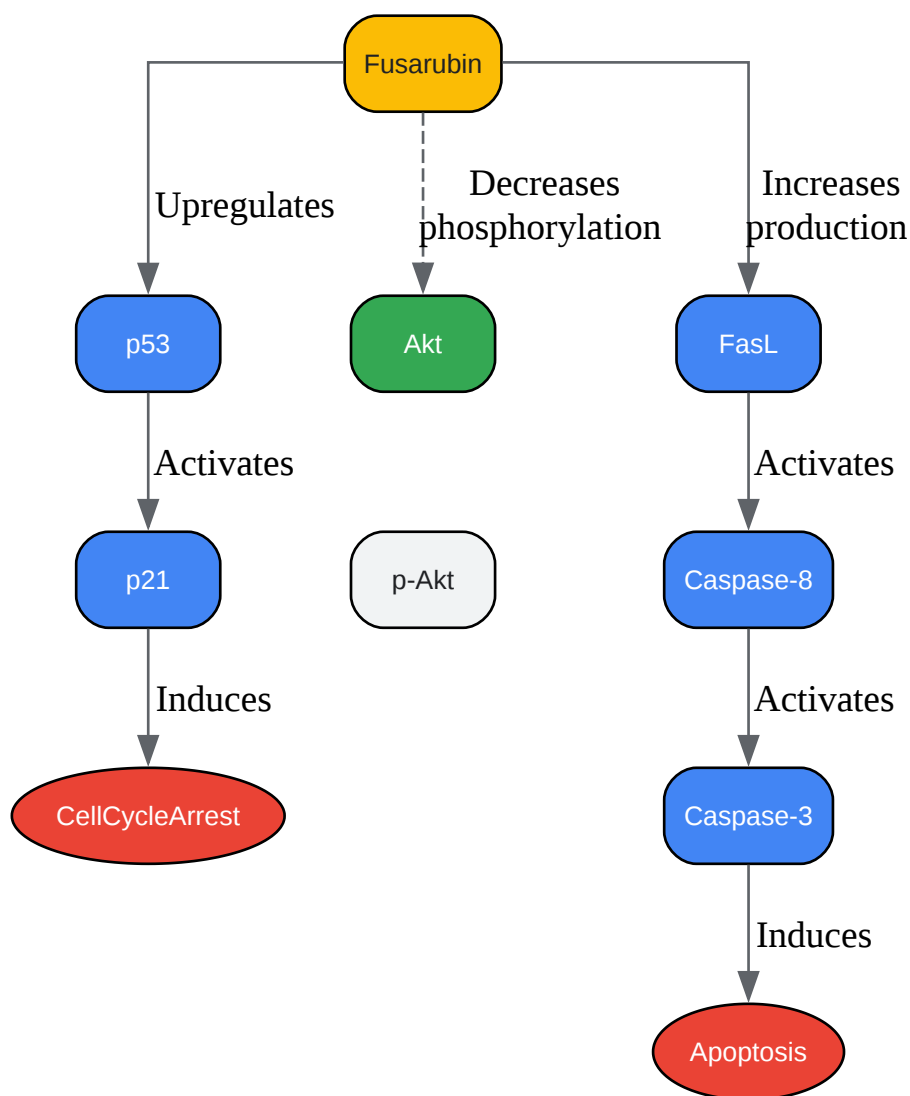 Fusarubin
Upregulates
Decreases
phosphorylation
Increases
production
p53
Akt
FasL
Activates
Activates
p21
p-Akt
Caspase-8
Induces
Activates
CellCycleArrest
Caspase-3
Induces
Apoptosis